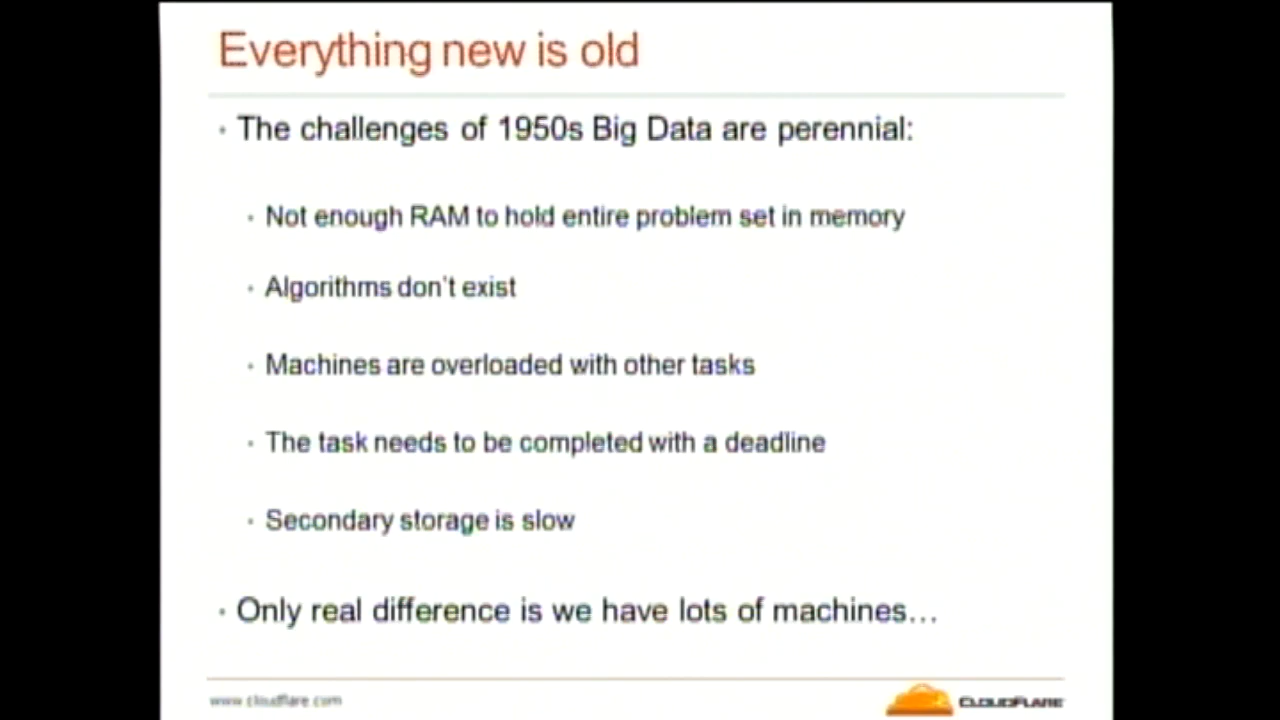 Everything new is old
• The challenges of 1950s Big Data are perennial:
• Not enough RAM to hold entire problem set in memory
• Algorithms don't exist
• Machines are overloaded with other tasks
• The task needs to be completed with a deadline
• Secondary storage is slow
• Only real difference is we have lots of machines…
www.cloudflare.com
CLOUDFLARE